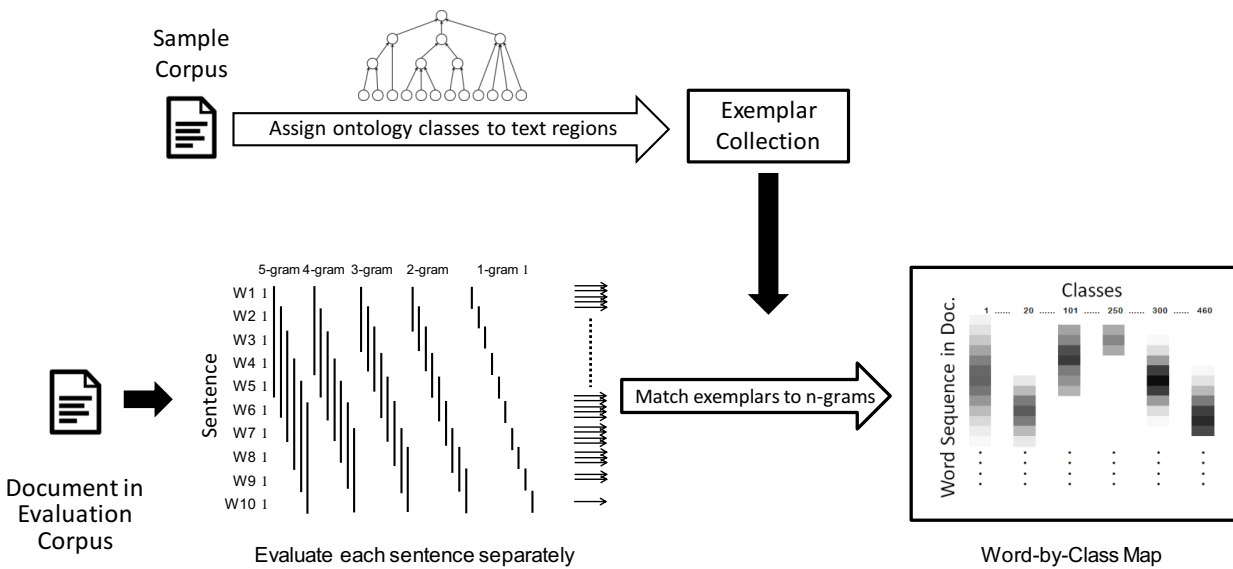 Sample
Corpus
Assign ontology classes to text regions
Exemplar
Collection
5-gram 4-gram 3-gram 2-gram 1-gram 1
W1 1
W2 1
W3 1
W4 1
W5 1
W6 1
W7 1
W8 1
W9 1
W10 1
Sentence
Document in
Evaluation
Corpus
Evaluate each sentence separately
Match exemplars to n-grams
Classes
1 ...... 20 ...... 101 ...... 250 ...... 300 ...... 460
Word Sequence in Doc.
Word-by-Class Map